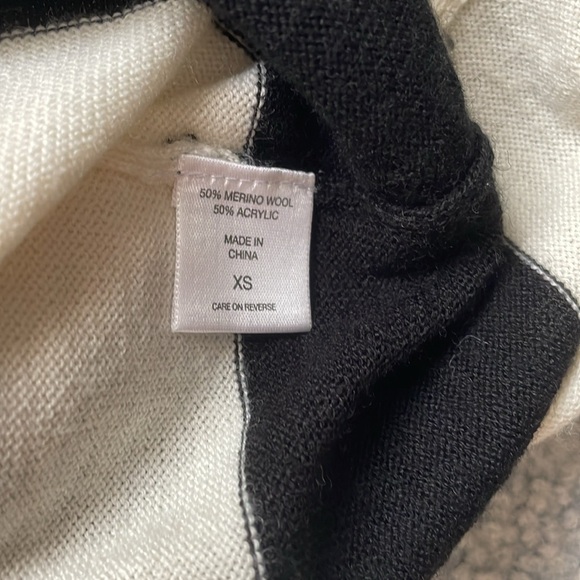 50% MERINO WOOL
50% ACRYLIC
MADE IN
CHINA
XS
CARE ON REVERSE